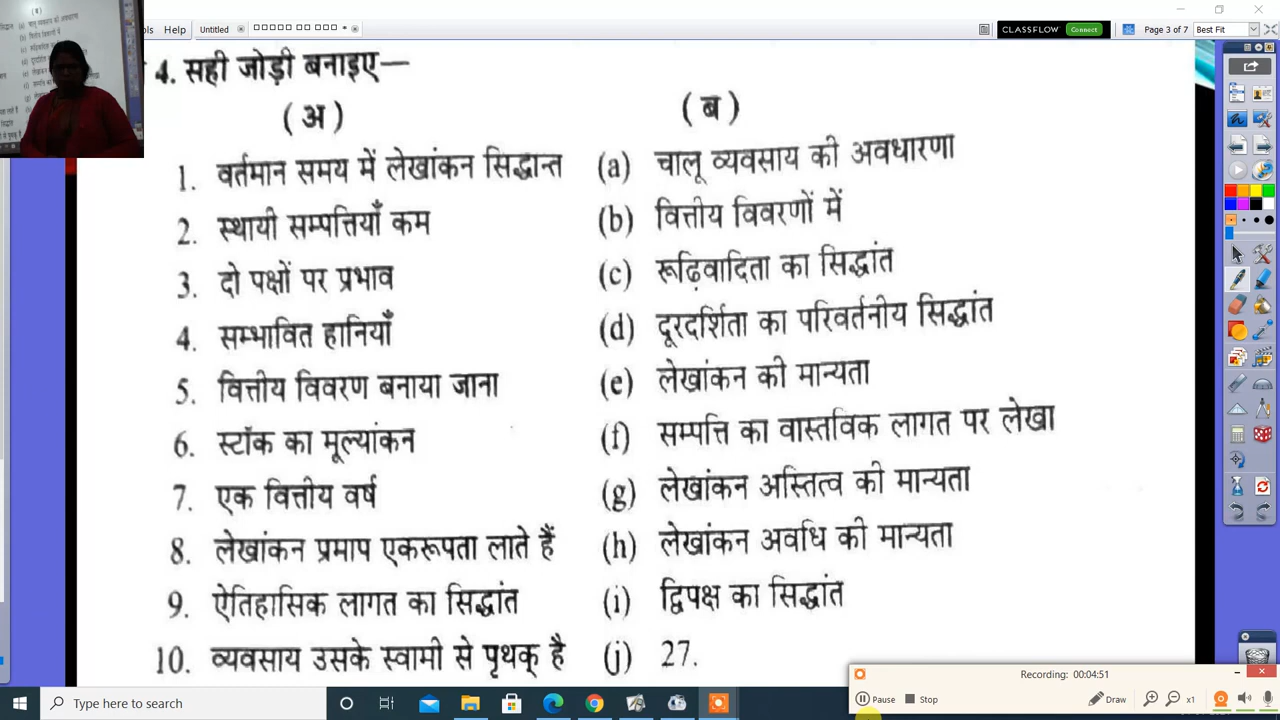 Help
Untitled
CLASSFLOW
Connect
Page 3 of 7
Best Fit
4. सही जोड़ी बनाइए—
( अ )
( ब )
1. वर्तमान समय में लेखांकन सिद्धान्त (a) चालू व्यवसाय की अवधारणा
2. स्थायी सम्पत्तियाँ कम (b) वित्तीय विवरणों में
3. दो पक्षों पर प्रभाव (c) रूढ़िवादिता का सिद्धांत
4. सम्भावित हानियाँ (d) दूरदर्शिता का परिवर्तनीय सिद्धांत
5. वित्तीय विवरण बनाया जाना (e) लेखांकन की मान्यता
6. स्टॉक का मूल्यांकन (f) सम्पत्ति का वास्तविक लागत पर लेखा
7. एक वित्तीय वर्ष (g) लेखांकन अस्तित्व की मान्यता
8. लेखांकन प्रमाप एकरूपता लाते हैं (h) लेखांकन अवधि की मान्यता
9. ऐतिहासिक लागत का सिद्धांत (i) द्विपक्ष का सिद्धांत
10. व्यवसाय उसके स्वामी से पृथक् है (j) 27.
Recording: 00:04:51
Pause
Stop
Draw
x1
Type here to search